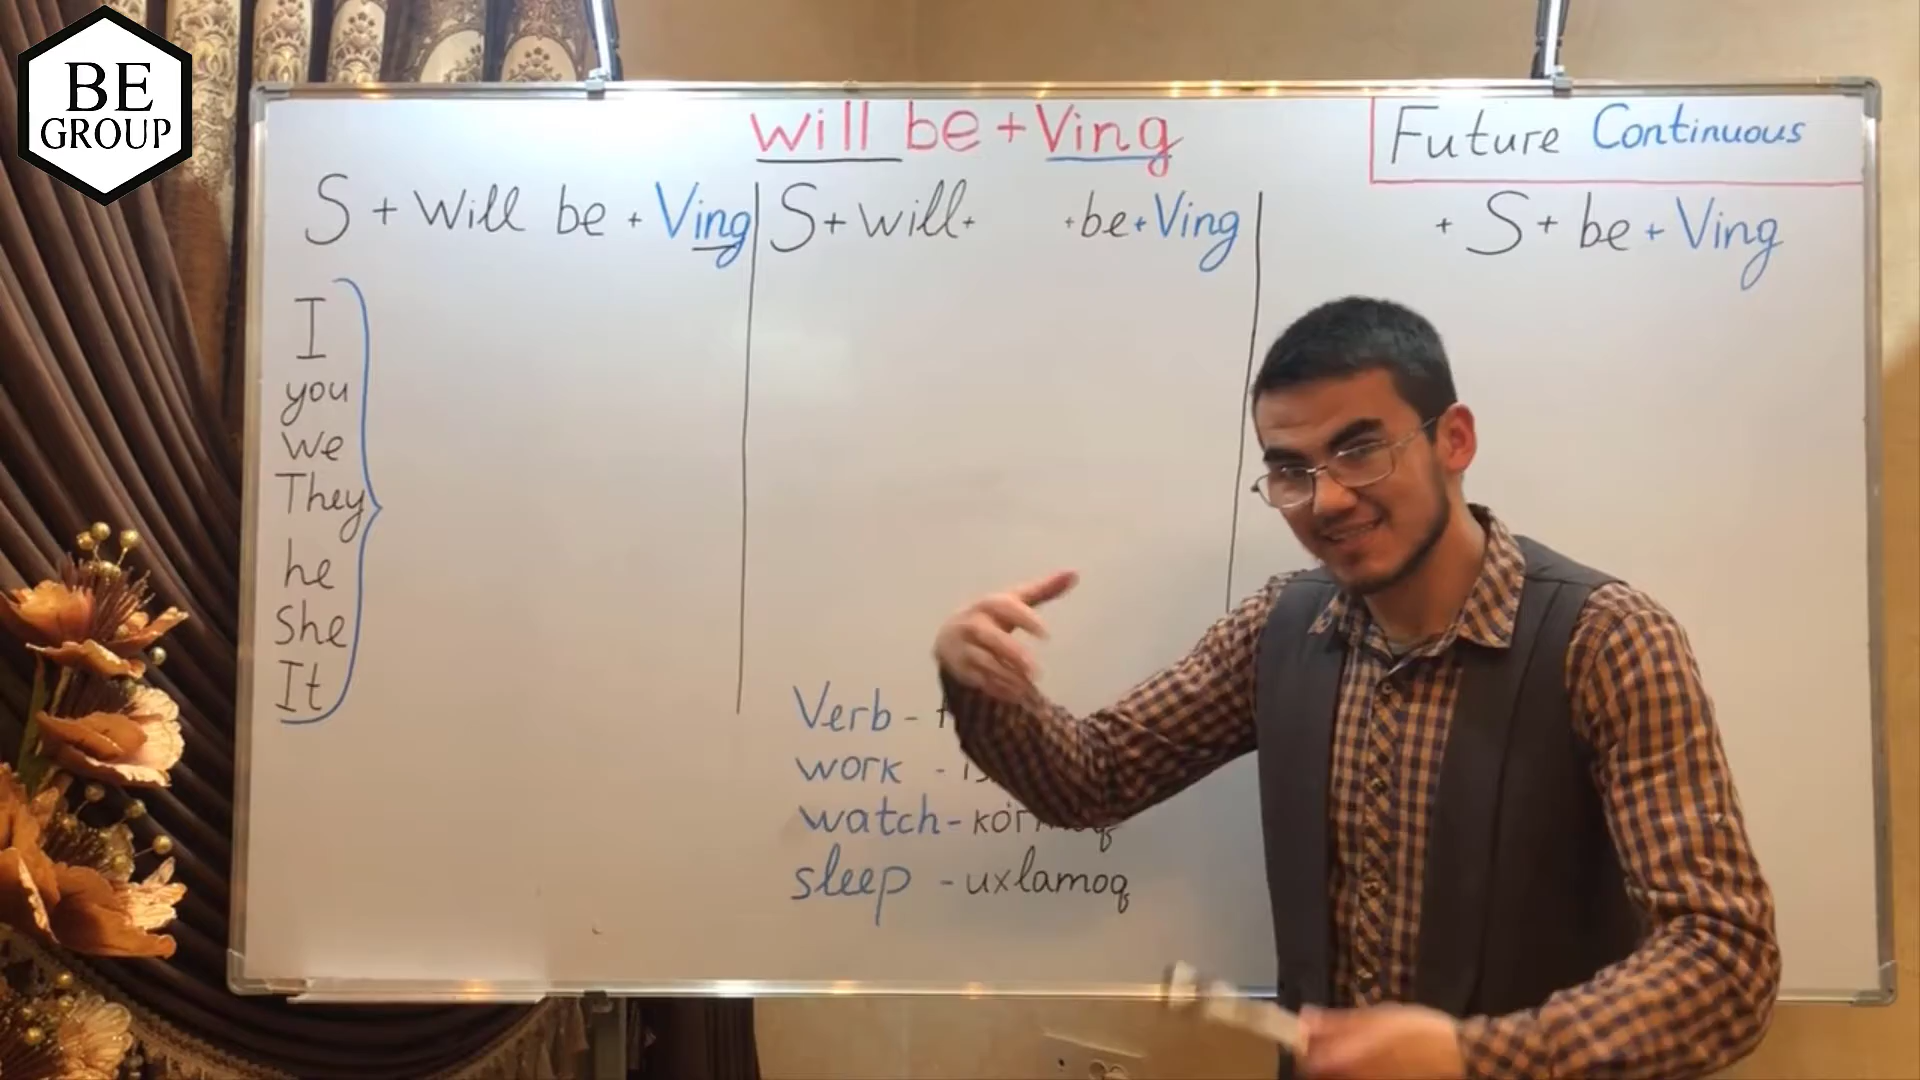 BE
GROUP
will be + Ving
Future Continuous
S + will be + Ving
S + will + + be + Ving
+ S + be + Ving
I
you
we
They
he
She
It
Verb -
work -
watch -
sleep - uxlamoq